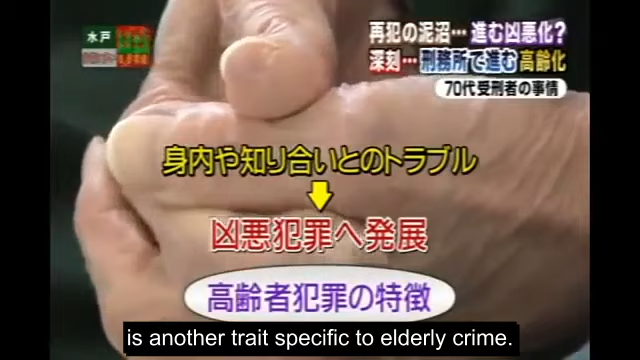 水戸
再犯の泥沼…進む凶悪化?
深刻…刑務所で進む高齢化
70代受刑者の事情
身内や知り合いとのトラブル
凶悪犯罪へ発展
高齢者犯罪の特徴
is another trait specific to elderly crime.